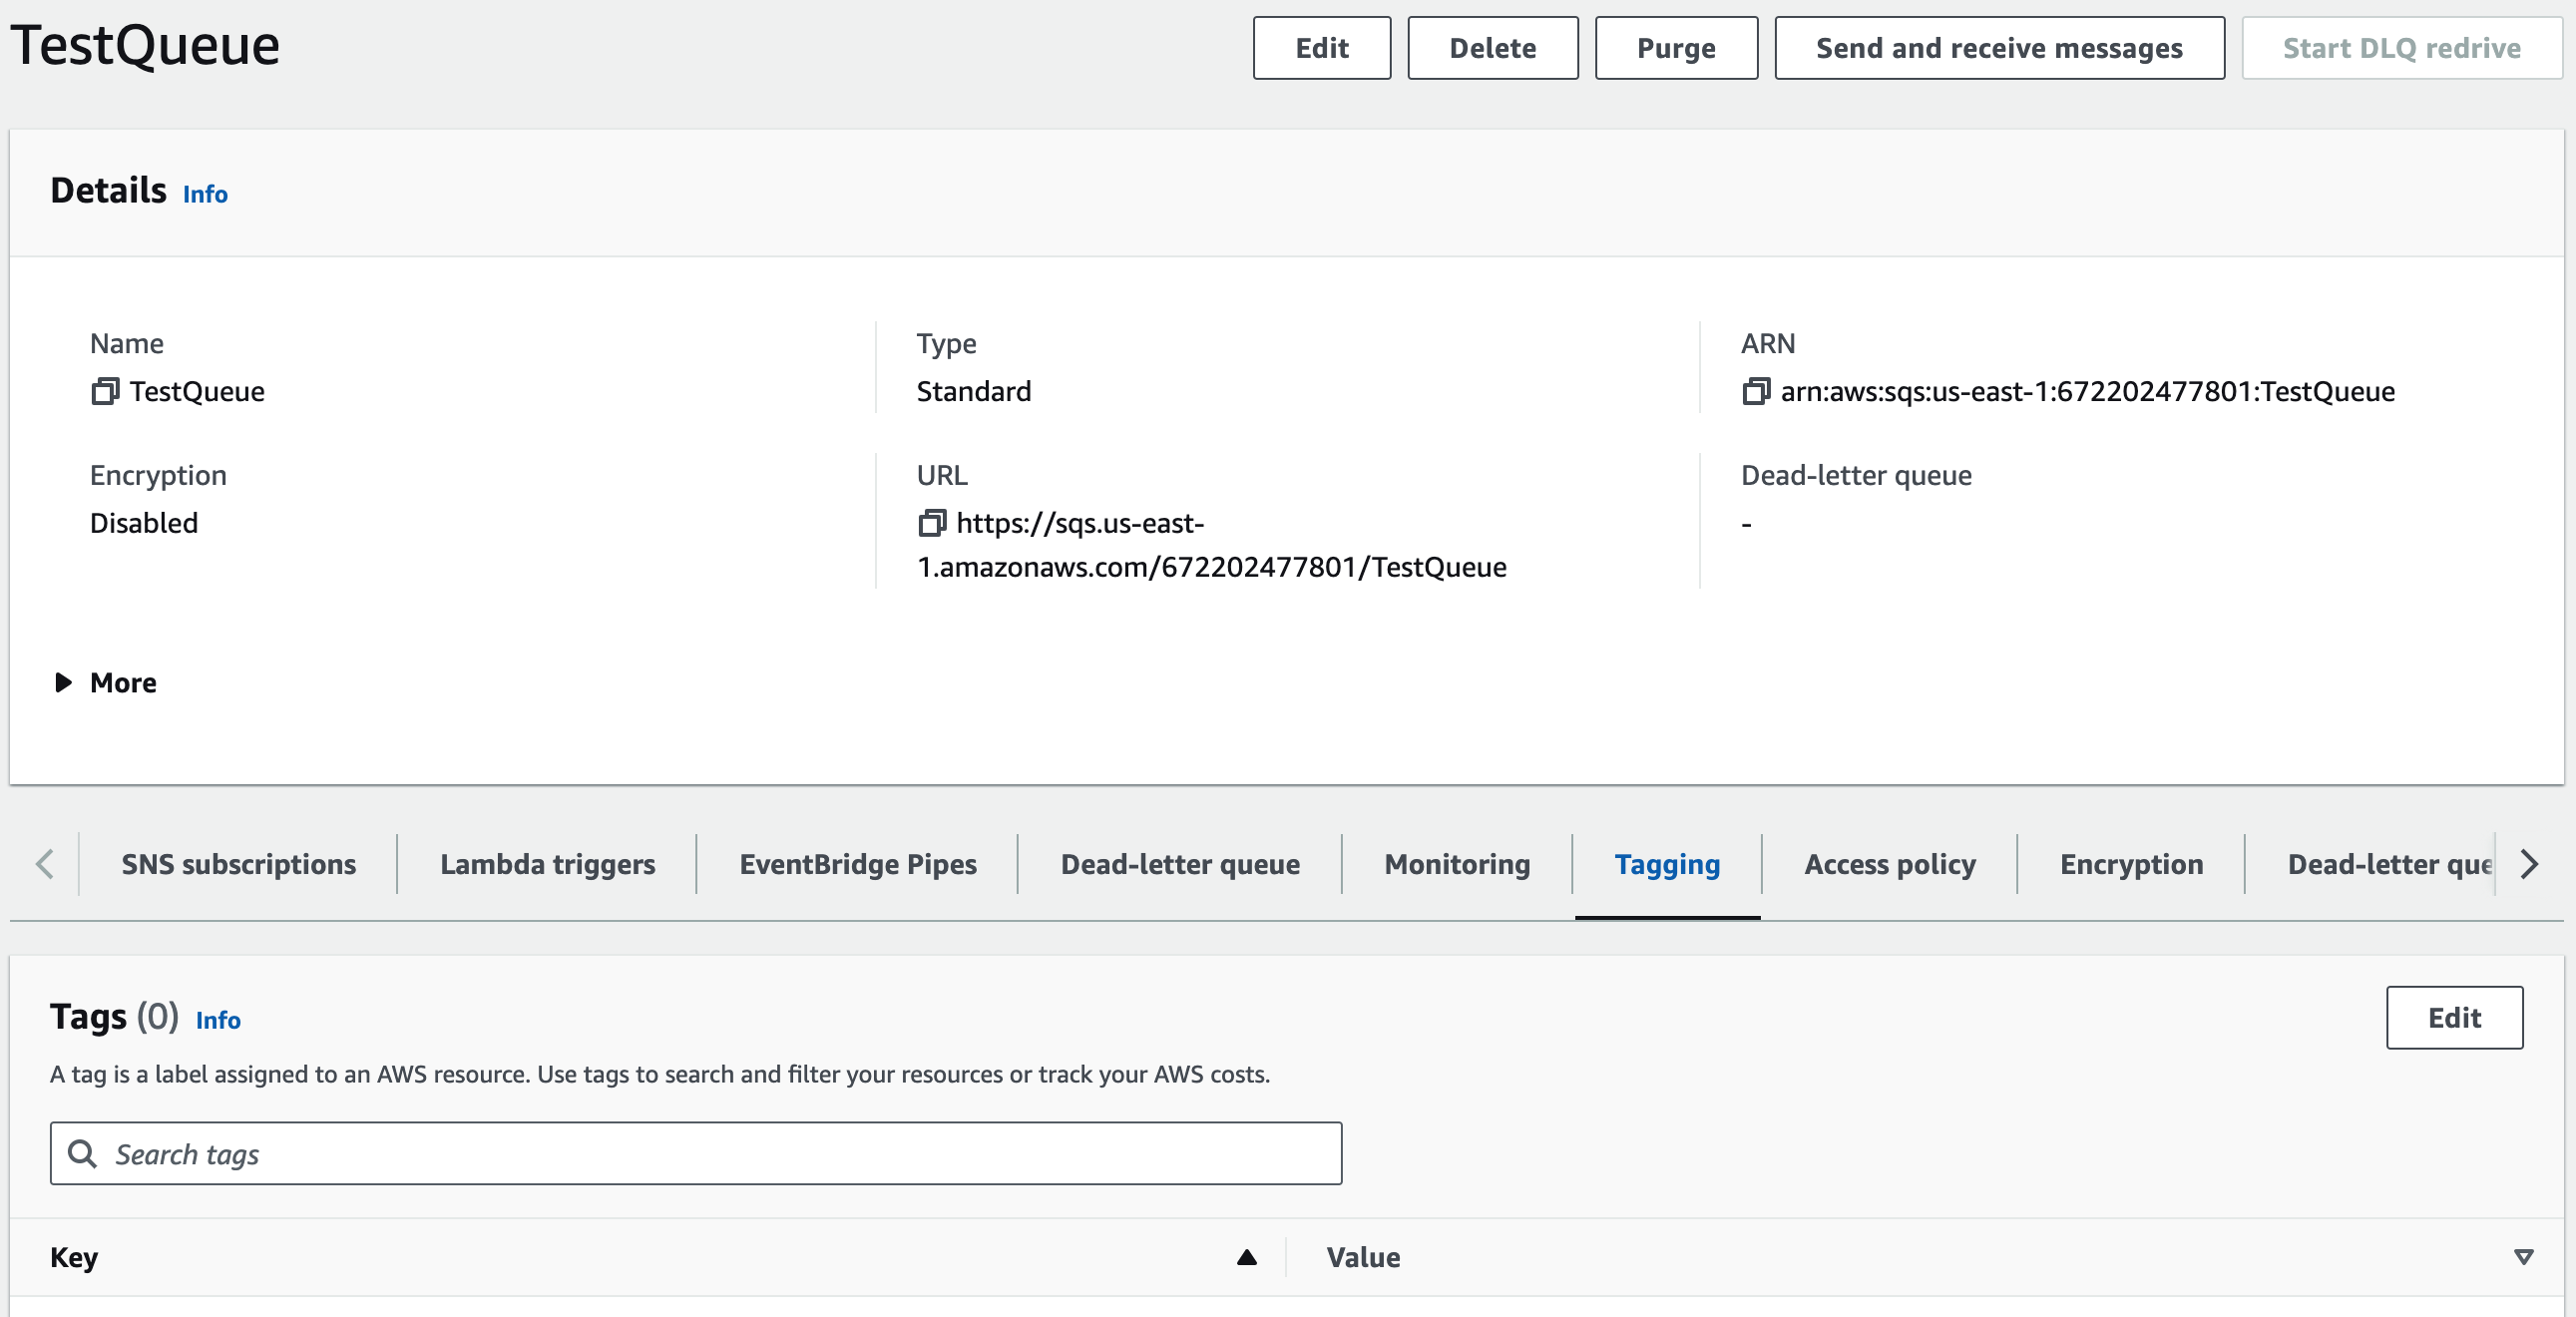 TestQueue
Edit
Delete
Purge
Send and receive messages
Start DLQ redrive
Details Info
Name
TestQueue
Type
Standard
ARN
arn:aws:sqs:us-east-1:672202477801:TestQueue
Encryption
Disabled
URL
https://sqs.us-east-
1.amazonaws.com/672202477801/TestQueue
Dead-letter queue
-
More
SNS subscriptions
Lambda triggers
EventBridge Pipes
Dead-letter queue
Monitoring
Tagging
Access policy
Encryption
Dead-letter que
Tags (0) Info
Edit
A tag is a label assigned to an AWS resource. Use tags to search and filter your resources or track your AWS costs.
Search tags
Key
Value